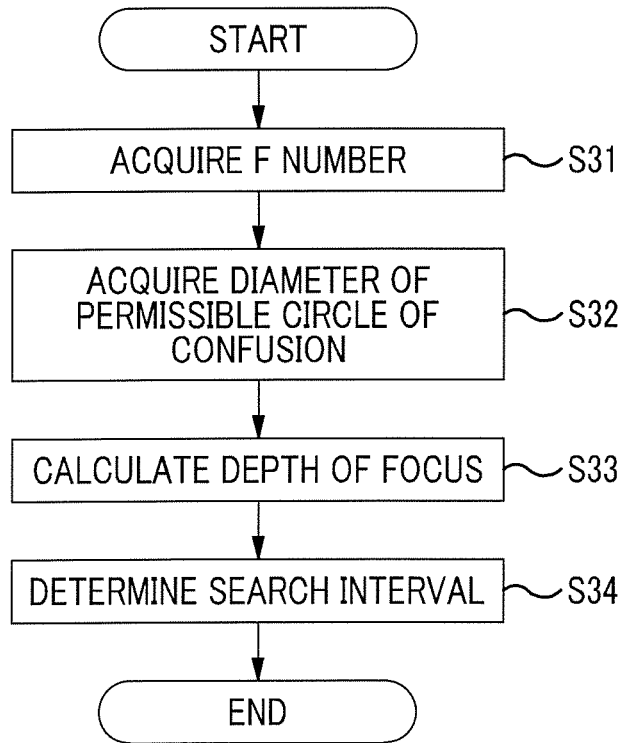 START
ACQUIRE F NUMBER
S31
ACQUIRE DIAMETER OF
PERMISSIBLE CIRCLE OF
CONFUSION
S32
CALCULATE DEPTH OF FOCUS
S33
DETERMINE SEARCH INTERVAL
S34
END